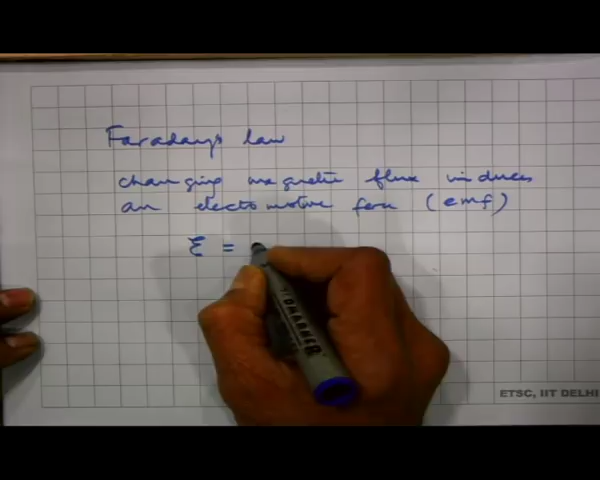 Faraday's law
changing magnetic flux induces
an electromotive force (emf)
ℰ =
ETSC, IIT DELHI